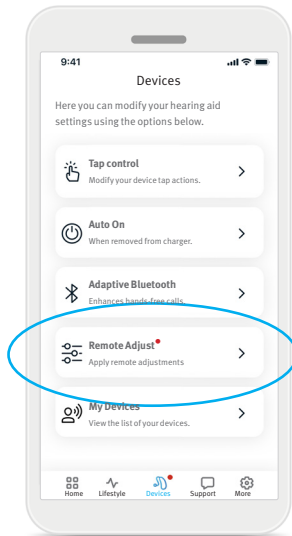 9:41
Devices
Here you can modify your hearing aid
settings using the options below.
Tap control
Modify your device tap actions.
Auto On
When removed from charger.
Adaptive Bluetooth
Enhances hands-free calls.
Remote Adjust
Apply remote adjustments
My Devices
View the list of your devices.
Home Lifestyle Devices Support More